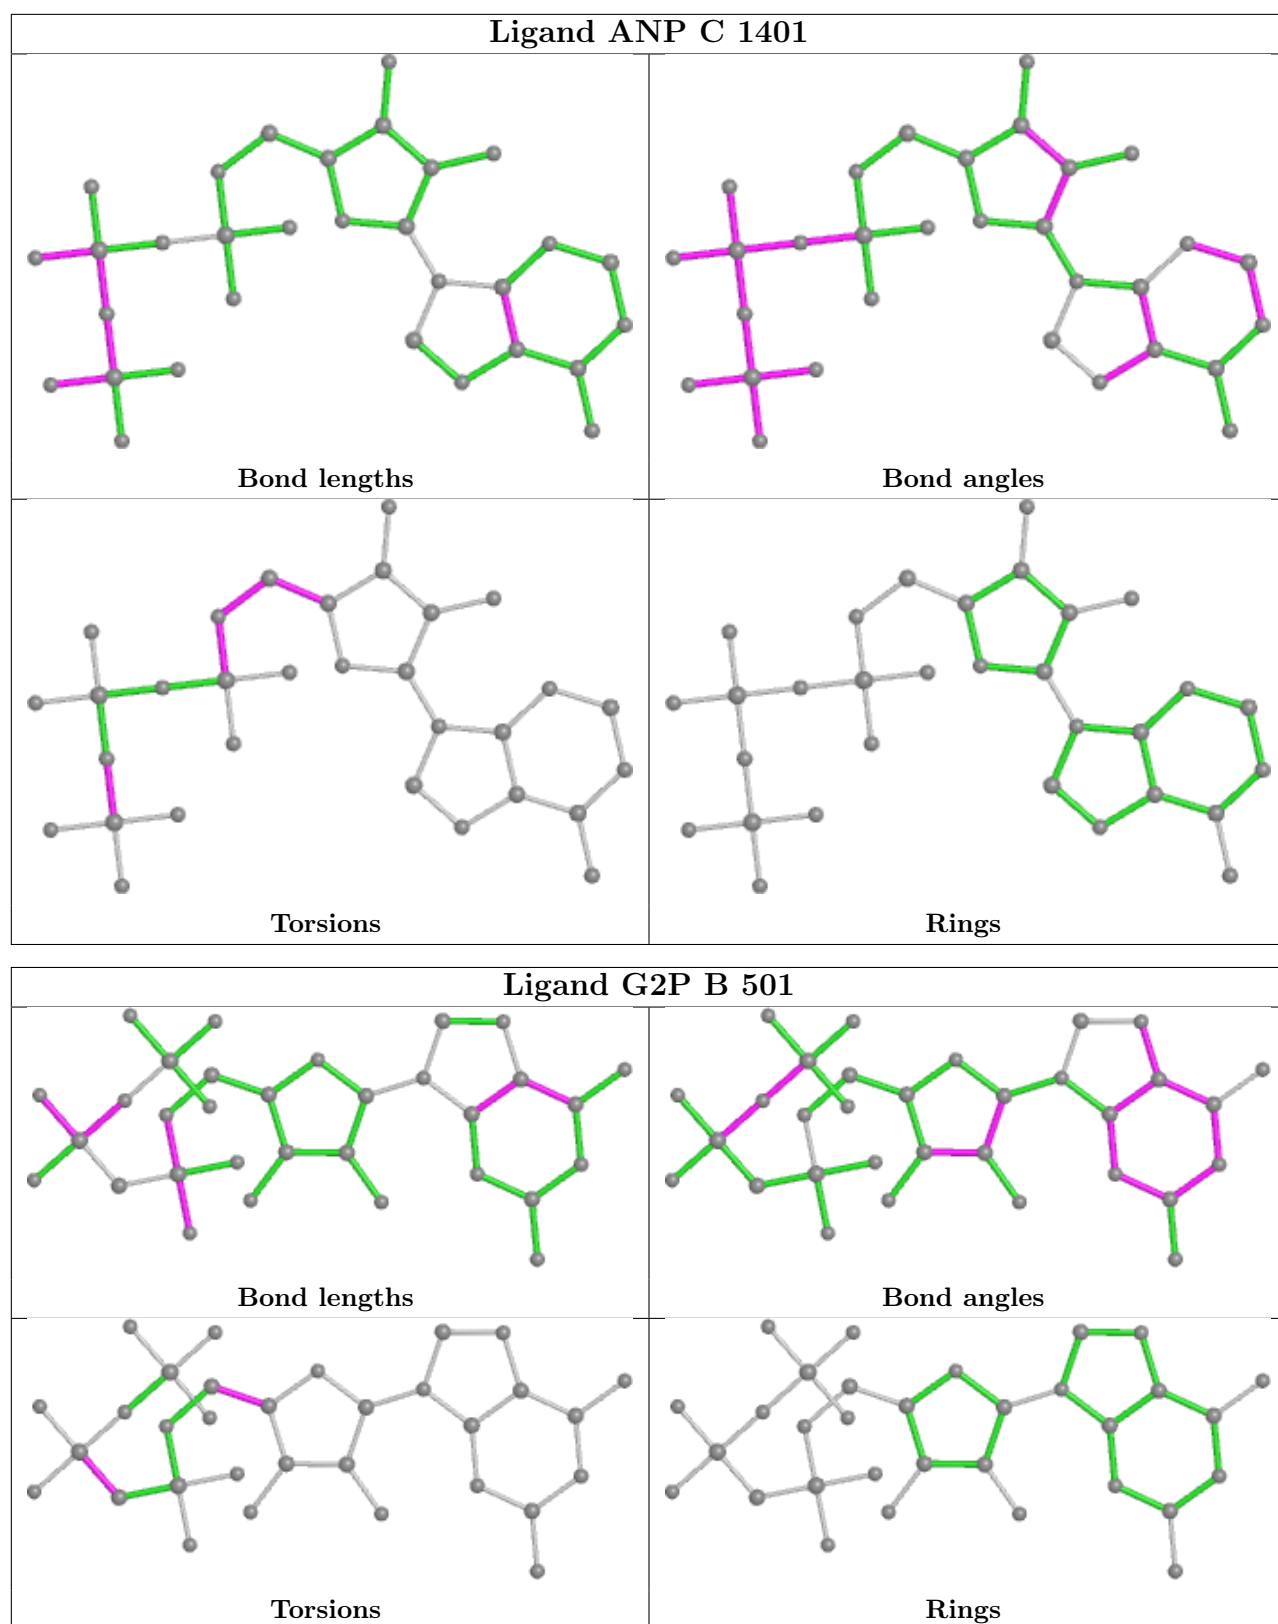 Ligand ANP C 1401
Bond lengths
Bond angles
Torsions
Rings
Ligand G2P B 501
Bond lengths
Bond angles
Torsions
Rings